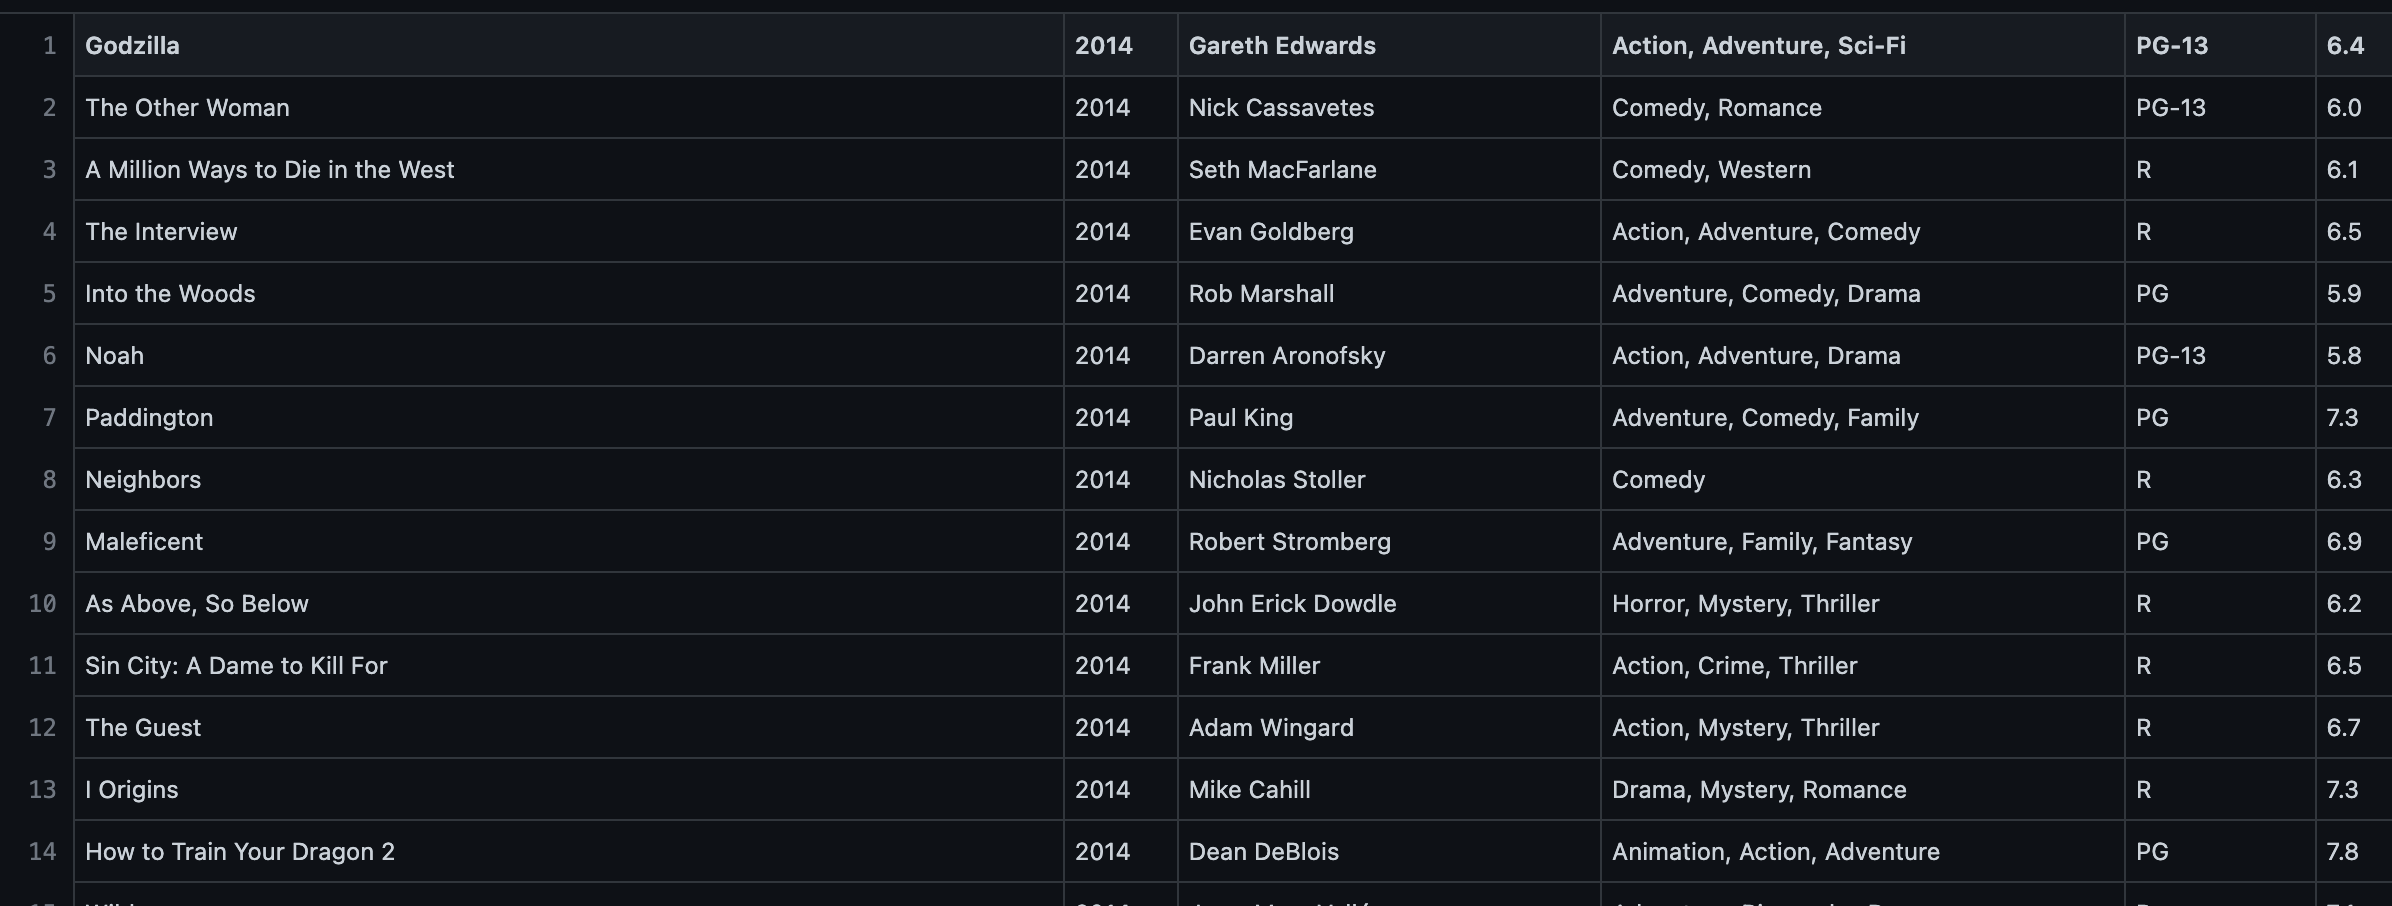 1 Godzilla 2014 Gareth Edwards Action, Adventure, Sci-Fi PG-13 6.4
2 The Other Woman 2014 Nick Cassavetes Comedy, Romance PG-13 6.0
3 A Million Ways to Die in the West 2014 Seth MacFarlane Comedy, Western R 6.1
4 The Interview 2014 Evan Goldberg Action, Adventure, Comedy R 6.5
5 Into the Woods 2014 Rob Marshall Adventure, Comedy, Drama PG 5.9
6 Noah 2014 Darren Aronofsky Action, Adventure, Drama PG-13 5.8
7 Paddington 2014 Paul King Adventure, Comedy, Family PG 7.3
8 Neighbors 2014 Nicholas Stoller Comedy R 6.3
9 Maleficent 2014 Robert Stromberg Adventure, Family, Fantasy PG 6.9
10 As Above, So Below 2014 John Erick Dowdle Horror, Mystery, Thriller R 6.2
11 Sin City: A Dame to Kill For 2014 Frank Miller Action, Crime, Thriller R 6.5
12 The Guest 2014 Adam Wingard Action, Mystery, Thriller R 6.7
13 I Origins 2014 Mike Cahill Drama, Mystery, Romance R 7.3
14 How to Train Your Dragon 2 2014 Dean DeBlois Animation, Action, Adventure PG 7.8